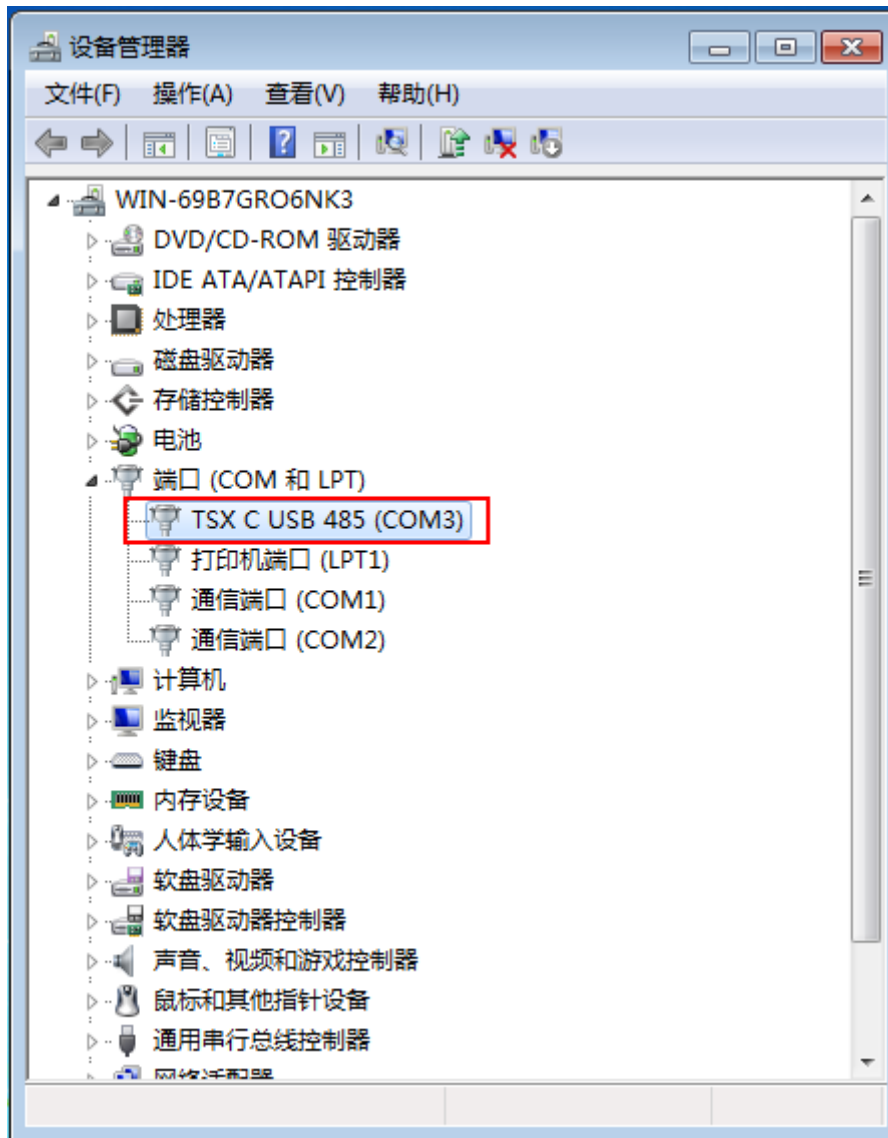 设备管理器
文件(F) 操作(A) 查看(V) 帮助(H)
WIN-69B7GRO6NK3
DVD/CD-ROM 驱动器
IDE ATA/ATAPI 控制器
处理器
磁盘驱动器
存储控制器
电池
端口 (COM 和 LPT)
TSX C USB 485 (COM3)
打印机端口 (LPT1)
通信端口 (COM1)
通信端口 (COM2)
计算机
监视器
键盘
内存设备
人体学输入设备
软盘驱动器
软盘驱动器控制器
声音、视频和游戏控制器
鼠标和其他指针设备
通用串行总线控制器
网络适配器